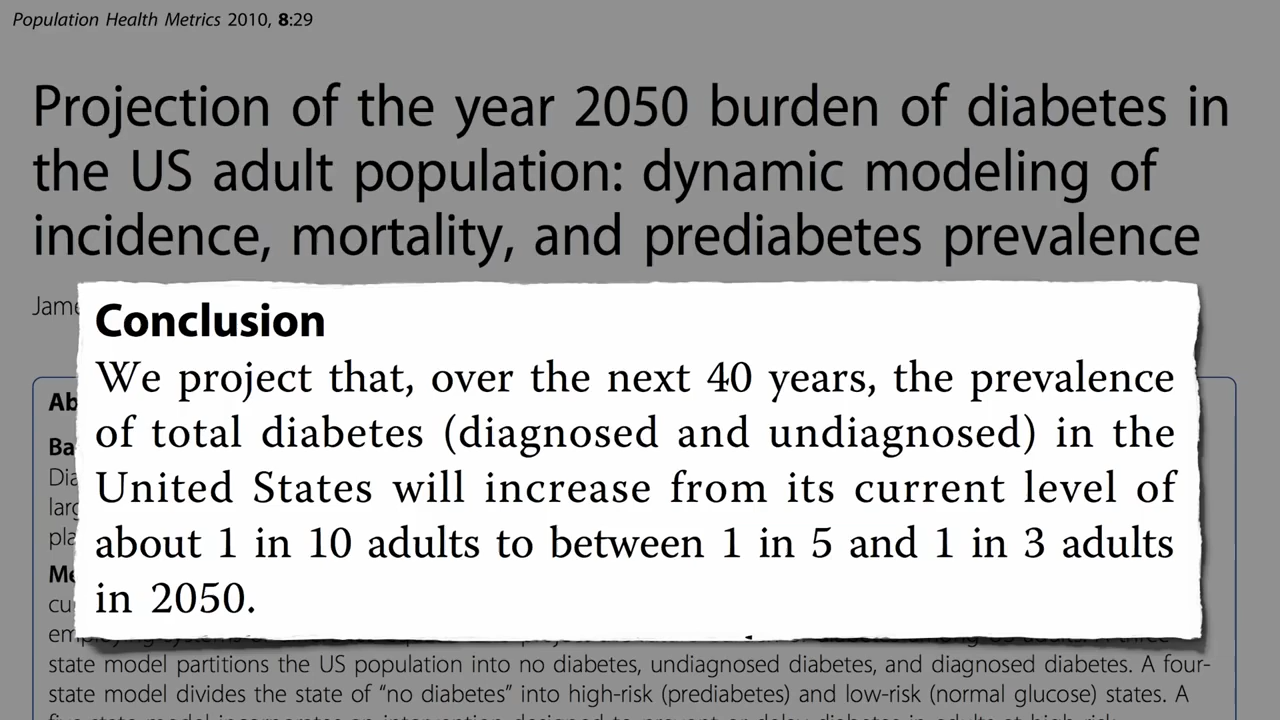 Population Health Metrics 2010, 8:29
Projection of the year 2050 burden of diabetes in
the US adult population: dynamic modeling of
incidence, mortality, and prediabetes prevalence
Conclusion
We project that, over the next 40 years, the prevalence
of total diabetes (diagnosed and undiagnosed) in the
United States will increase from its current level of
about 1 in 10 adults to between 1 in 5 and 1 in 3 adults
in 2050.
state model partitions the US population into no diabetes, undiagnosed diabetes, and diagnosed diabetes. A four-
state model divides the state of “no diabetes” into high-risk (prediabetes) and low-risk (normal glucose) states. A